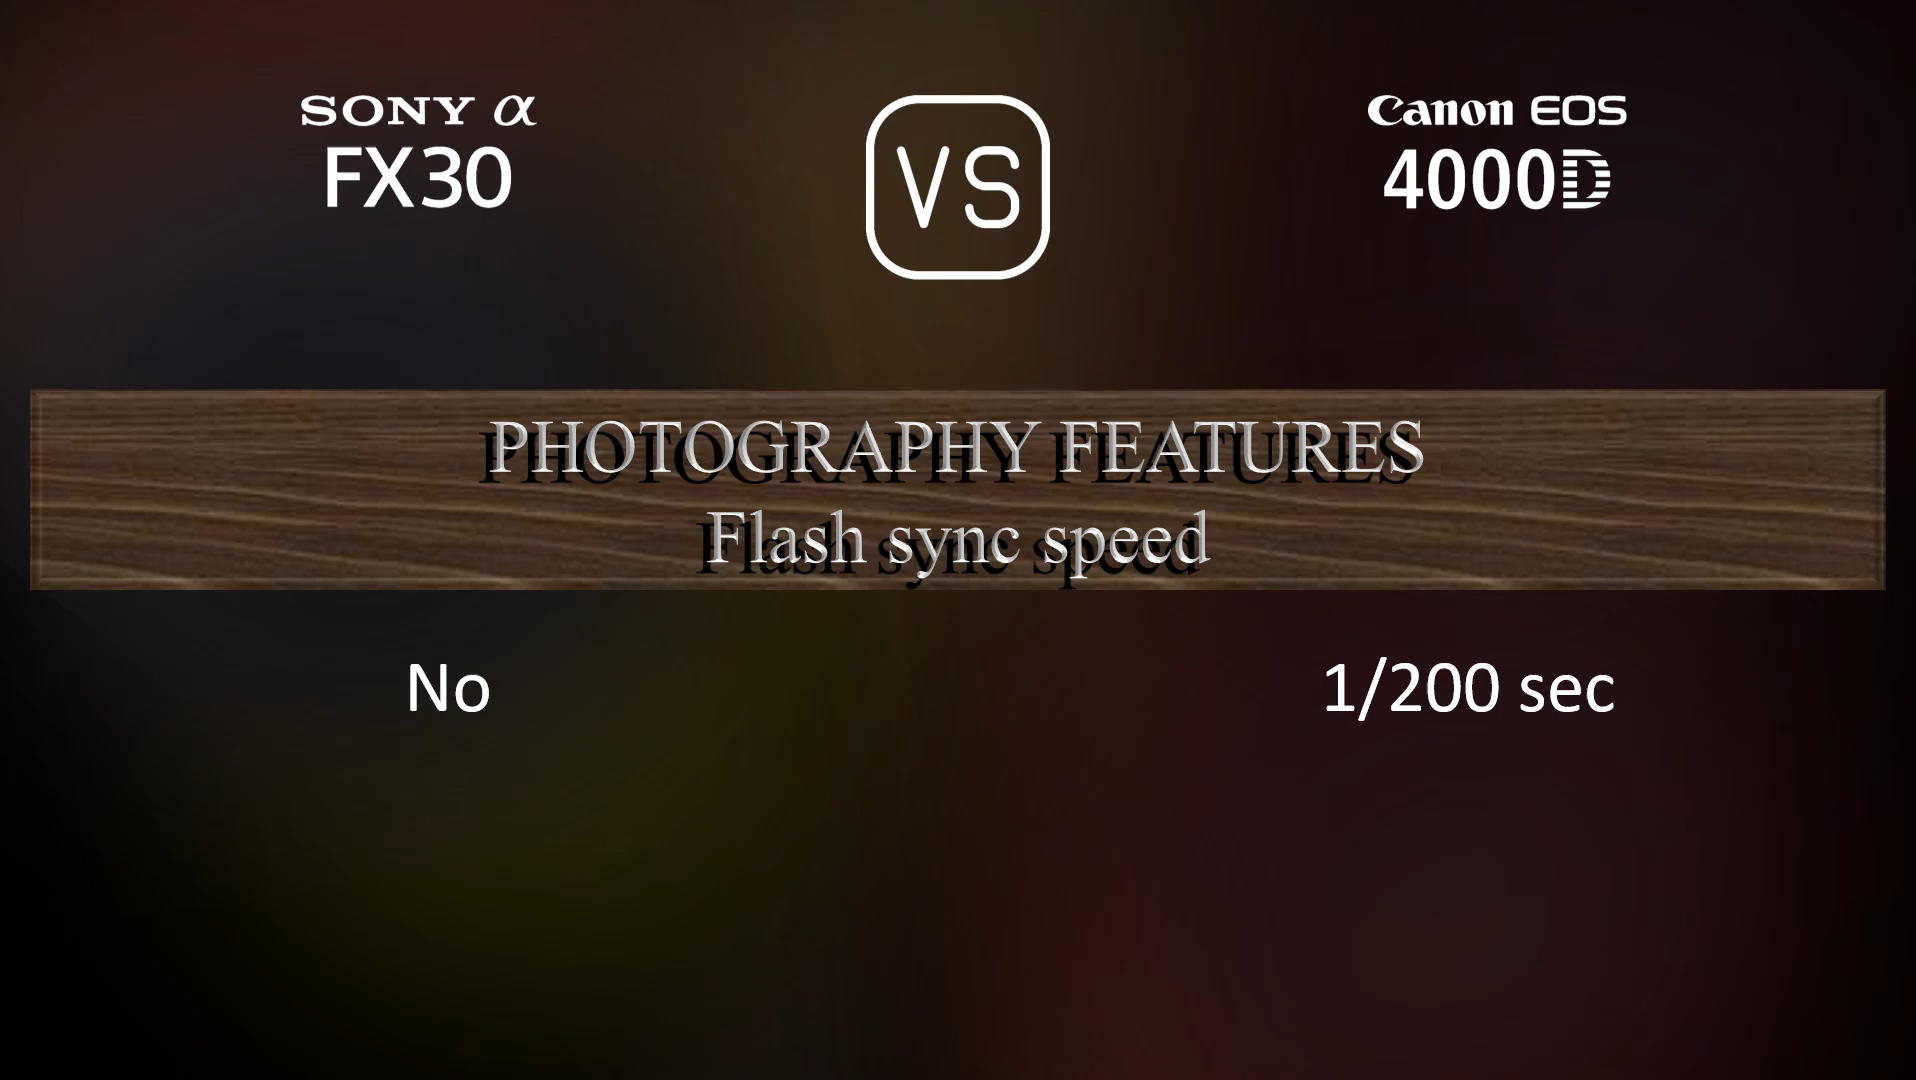 SONY α
FX30
VS
Canon EOS
4000D
PHOTOGRAPHY FEATURES
Flash sync speed
No
1/200 sec